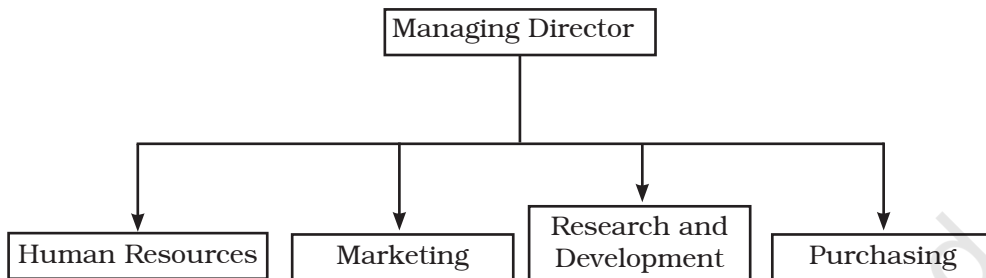 Managing Director
Human Resources
Marketing
Research and
Development
Purchasing